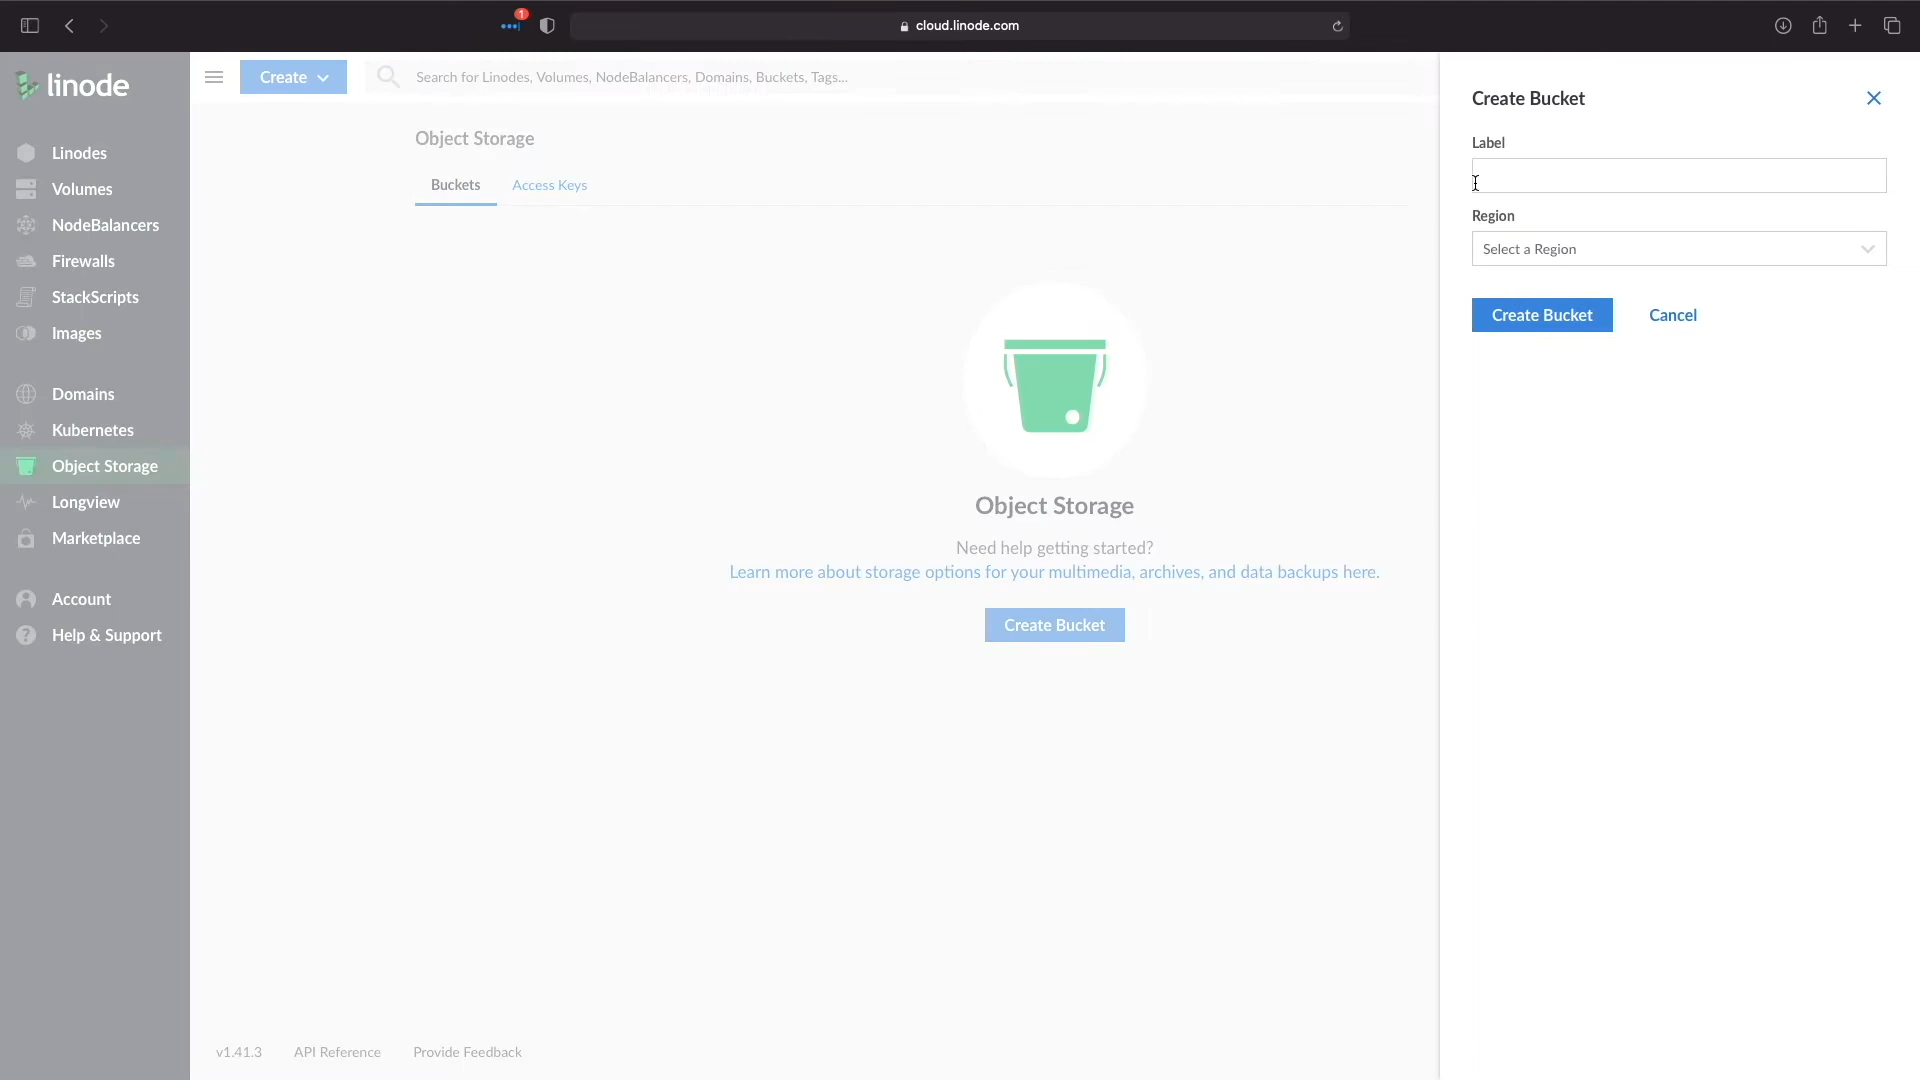 1
cloud.linode.com
linode
Create
Search for Linodes, Volumes, NodeBalancers, Domains, Buckets, Tags...
Linodes
Volumes
NodeBalancers
Firewalls
StackScripts
Images
Domains
Kubernetes
Object Storage
Longview
Marketplace
Account
?
Help & Support
Object Storage
Buckets
Access Keys
Object Storage
Need help getting started?
Learn more about storage options for your multimedia, archives, and data backups here.
Create Bucket
v1.41.3
API Reference
Provide Feedback
Create Bucket
Label
Region
Select a Region
Create Bucket
Cancel